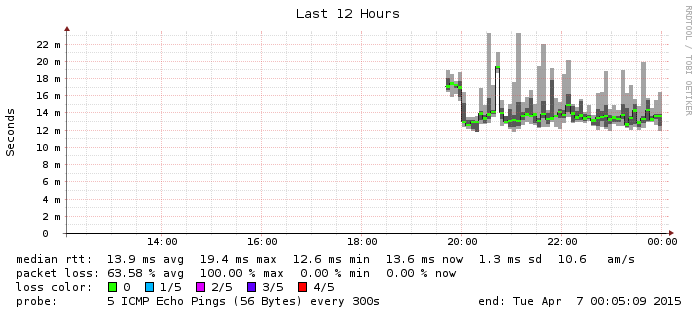 Last 12 Hours
RRDTOOL / TOBI OETIKER
Seconds
22 m
20 m
18 m
16 m
14 m
12 m
10 m
8 m
6 m
4 m
2 m
0
14:00 16:00 18:00 20:00 22:00 00:00
median rtt: 13.9 ms avg 19.4 ms max 12.6 ms min 13.6 ms now 1.3 ms sd 10.6 am/s
packet loss: 63.58 % avg 100.00 % max 0.00 % min 0.00 % now
loss color: 0 1/5 2/5 3/5 4/5
probe: 5 ICMP Echo Pings (56 Bytes) every 300s end: Tue Apr 7 00:05:09 2015